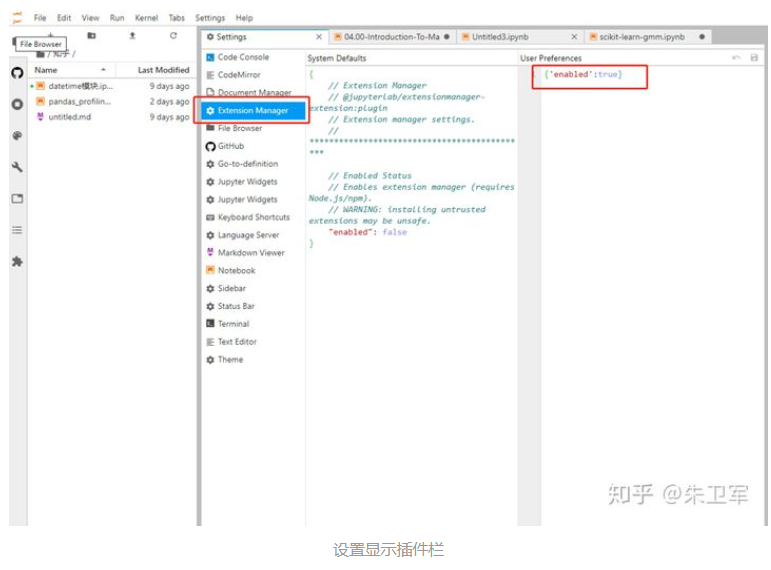 File Edit View Run Kernel Tabs Settings Help
File Browser
/ 知乎 /
Name Last Modified
datetime模块.ip... 9 days ago
pandas_profilin... 2 days ago
untitled.md 9 days ago
Settings
04.00-Introduction-To-Ma
Untitled3.ipynb
scikit-learn-gmm.ipynb
Code Console
CodeMirror
Document Manager
Extension Manager
File Browser
GitHub
Go-to-definition
Jupyter Widgets
Jupyter Widgets
Keyboard Shortcuts
Language Server
Markdown Viewer
Notebook
Sidebar
Status Bar
Terminal
Text Editor
Theme
System Defaults
{
// Extension Manager
// @jupyterlab/extensionmanager-
extension:plugin
// Extension manager settings.
//
******************************************
***
// Enabled Status
// Enables extension manager (requires
Node.js/npm).
// WARNING: installing untrusted
extensions may be unsafe.
"enabled": false
}
User Preferences
{'enabled':true}
知乎 @朱卫军
设置显示插件栏